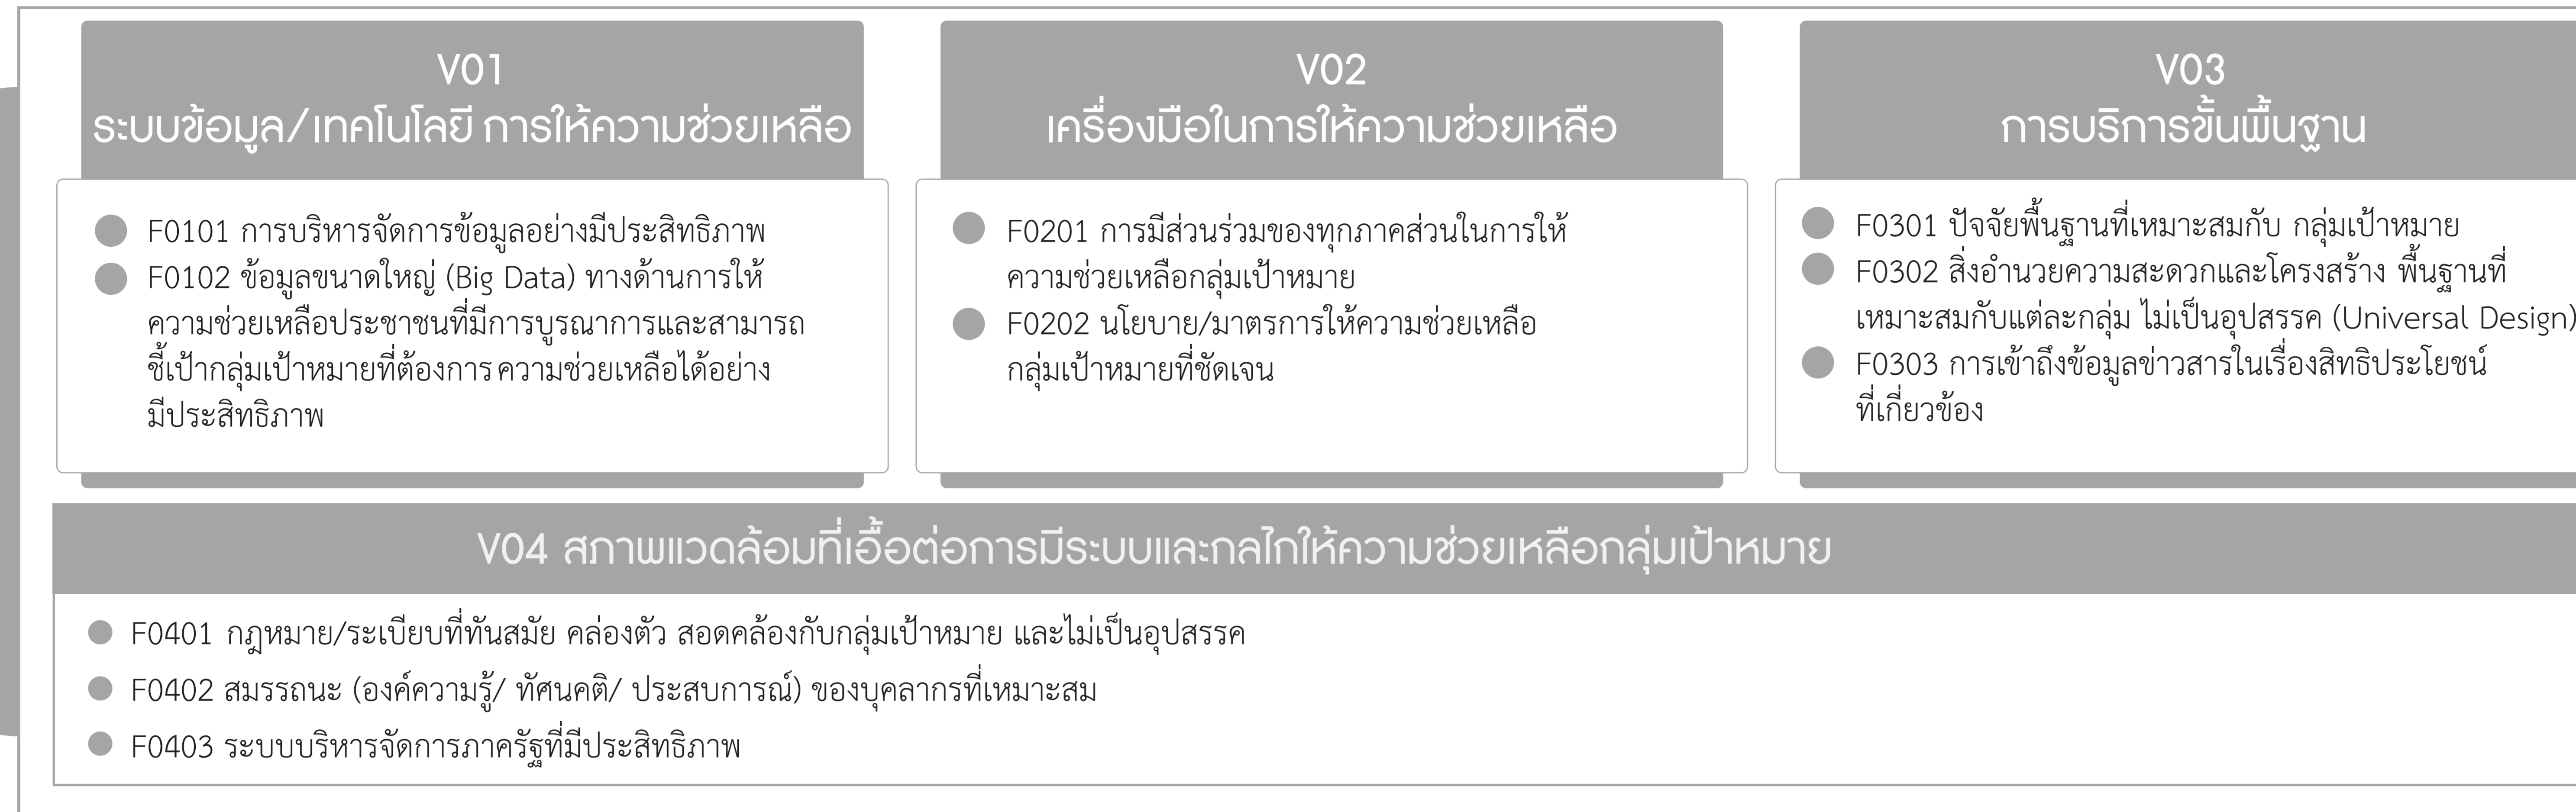 V01
ระบบข้อมูล/เทคโนโลยี การให้ความช่วยเหลือ
F0101 การบริหารจัดการข้อมูลอย่างมีประสิทธิภาพ
F0102 ข้อมูลขนาดใหญ่ (Big Data) ทางด้านการให้
ความช่วยเหลือประชาชนที่มีการบูรณาการและสามารถ
ชี้เป้ากลุ่มเป้าหมายที่ต้องการ ความช่วยเหลือได้อย่าง
มีประสิทธิภาพ
V02
เครื่องมือในการให้ความช่วยเหลือ
F0201 การมีส่วนร่วมของทุกภาคส่วนในการให้
ความช่วยเหลือกลุ่มเป้าหมาย
F0202 นโยบาย/มาตรการให้ความช่วยเหลือ
กลุ่มเป้าหมายที่ชัดเจน
V03
การบริการขั้นพื้นฐาน
F0301 ปัจจัยพื้นฐานที่เหมาะสมกับ กลุ่มเป้าหมาย
F0302 สิ่งอำนวยความสะดวกและโครงสร้าง พื้นฐานที่
เหมาะสมกับแต่ละกลุ่ม ไม่เป็นอุปสรรค (Universal Design)
F0303 การเข้าถึงข้อมูลข่าวสารในเรื่องสิทธิประโยชน์
ที่เกี่ยวข้อง
V04 สภาพแวดล้อมที่เอื้อต่อการมีระบบและกลไกให้ความช่วยเหลือกลุ่มเป้าหมาย
F0401 กฎหมาย/ระเบียบที่ทันสมัย คล่องตัว สอดคล้องกับกลุ่มเป้าหมาย และไม่เป็นอุปสรรค
F0402 สมรรถนะ (องค์ความรู้/ ทัศนคติ/ ประสบการณ์) ของบุคลากรที่เหมาะสม
F0403 ระบบบริหารจัดการภาครัฐที่มีประสิทธิภาพ